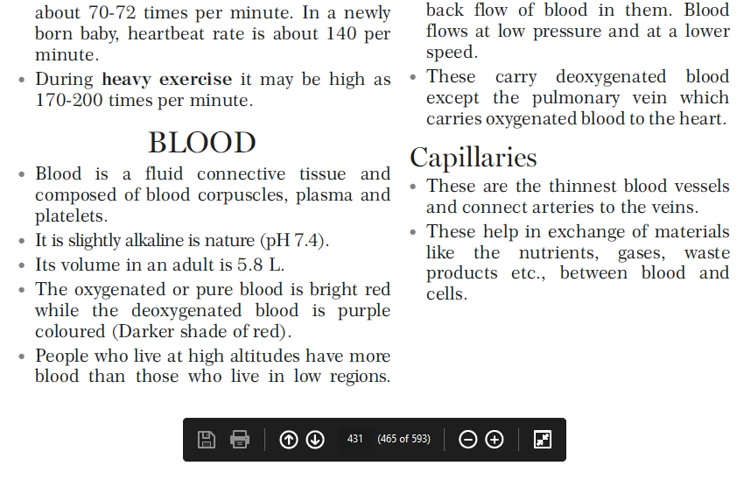 about 70-72 times per minute. In a newly
born baby, heartbeat rate is about 140 per
minute.
• During heavy exercise it may be high as
170-200 times per minute.
BLOOD
• Blood is a fluid connective tissue and
composed of blood corpuscles, plasma and
platelets.
• It is slightly alkaline is nature (pH 7.4).
• Its volume in an adult is 5.8 L.
• The oxygenated or pure blood is bright red
while the deoxygenated blood is purple
coloured (Darker shade of red).
• People who live at high altitudes have more
blood than those who live in low regions.
back flow of blood in them. Blood
flows at low pressure and at a lower
speed.
• These carry deoxygenated blood
except the pulmonary vein which
carries oxygenated blood to the heart.
Capillaries
• These are the thinnest blood vessels
and connect arteries to the veins.
• These help in exchange of materials
like the nutrients, gases, waste
products etc., between blood and
cells.
431 (465 of 593)